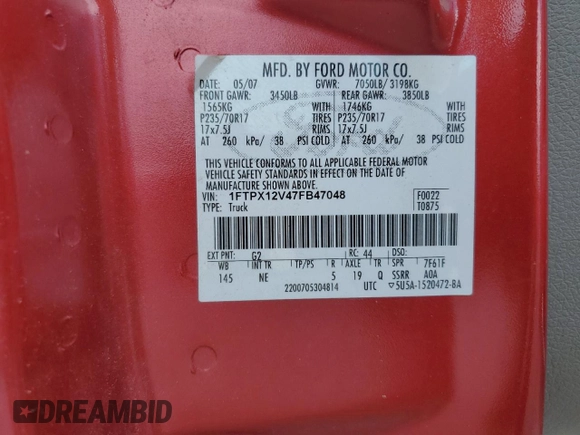 MFD. BY FORD MOTOR CO.
DATE: 05/07 GVWR: 7050LB/ 3198KG
FRONT GAWR: 3450LB REAR GAWR: 3850LB
1565KG WITH 1746KG WITH
P235/70R17 TIRES P235/70R17 TIRES
17x7.5J RIMS 17x7.5J RIMS
AT 260 kPa/ 38 PSI COLD AT 260 kPa/ 38 PSI COLD
THIS VEHICLE CONFORMS TO ALL APPLICABLE FEDERAL MOTOR
VEHICLE SAFETY STANDARDS IN EFFECT ON THE DATE OF
MANUFACTURE SHOWN ABOVE.
VIN: 1FTPX12V47FB47048 F0022
TYPE: Truck T0875
EXT PNT: G2 RC: 44 DSO:
WB INT TR TP/PS R AXLE TR SPR 7F61F
145 NE 5 19 Q SSRR A0A
2200705304814 UTC ▽5U5A-1520472-BA
DREAMBID